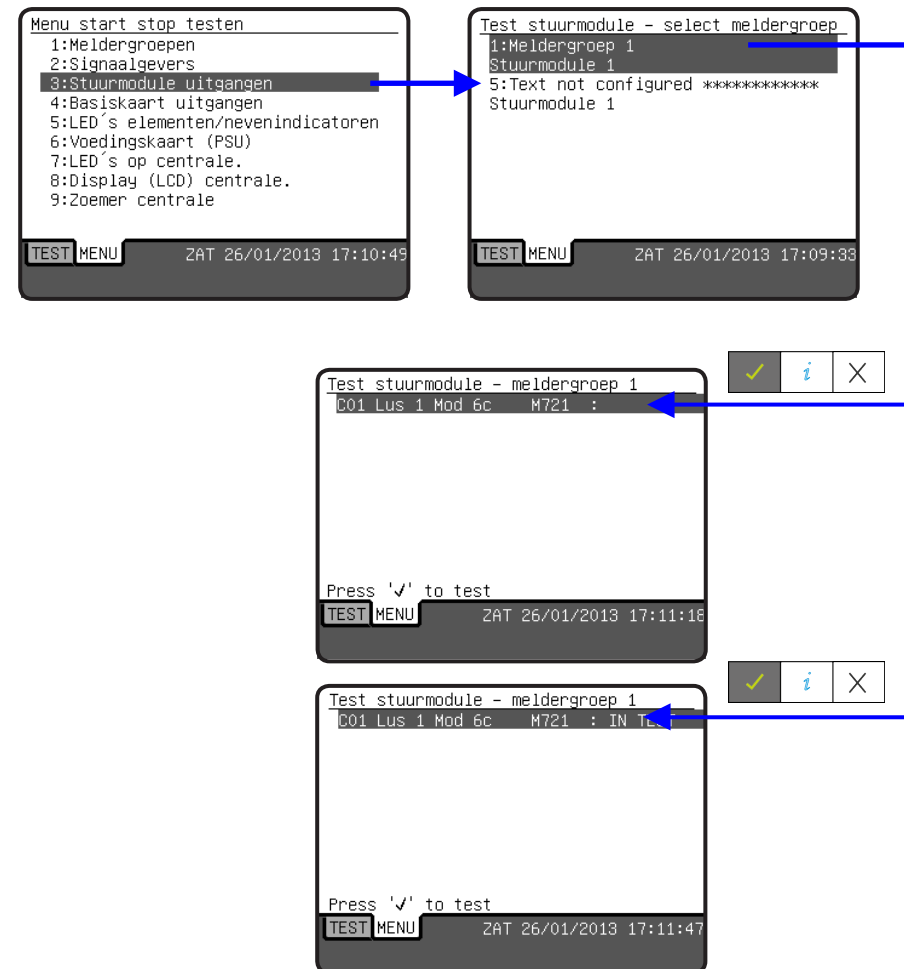 Menu start stop testen
1:Meldergroepen
2:Signaalgevers
3:Stuurmodule uitgangen
4:Basiskaart uitgangen
5:LED´s elementen/nevenindicatoren
6:Voedingskaart (PSU)
7:LED´s op centrale.
8:Display (LCD) centrale.
9:Zoemer centrale
TEST MENU ZAT 26/01/2013 17:10:49
Test stuurmodule – select meldergroep
1:Meldergroep 1
Stuurmodule 1
5:Text not configured ************
Stuurmodule 1
TEST MENU ZAT 26/01/2013 17:09:33
✓ i X
Test stuurmodule – meldergroep 1
C01 Lus 1 Mod 6c M721 :
Press '✓' to test
TEST MENU ZAT 26/01/2013 17:11:18
✓ i X
Test stuurmodule – meldergroep 1
C01 Lus 1 Mod 6c M721 : IN TEST
Press '✓' to test
TEST MENU ZAT 26/01/2013 17:11:47